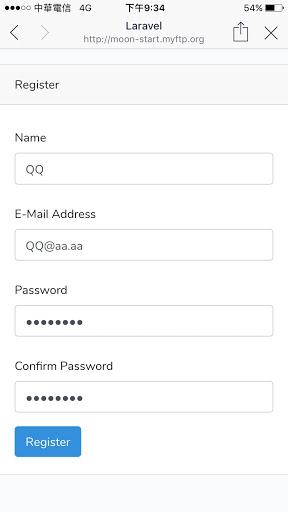 中華電信 4G 下午9:34 54%
Laravel
http://moon-start.myftp.org
Register
Name
QQ
E-Mail Address
QQ@aa.aa
Password
●●●●●●●●
Confirm Password
●●●●●●●●
Register